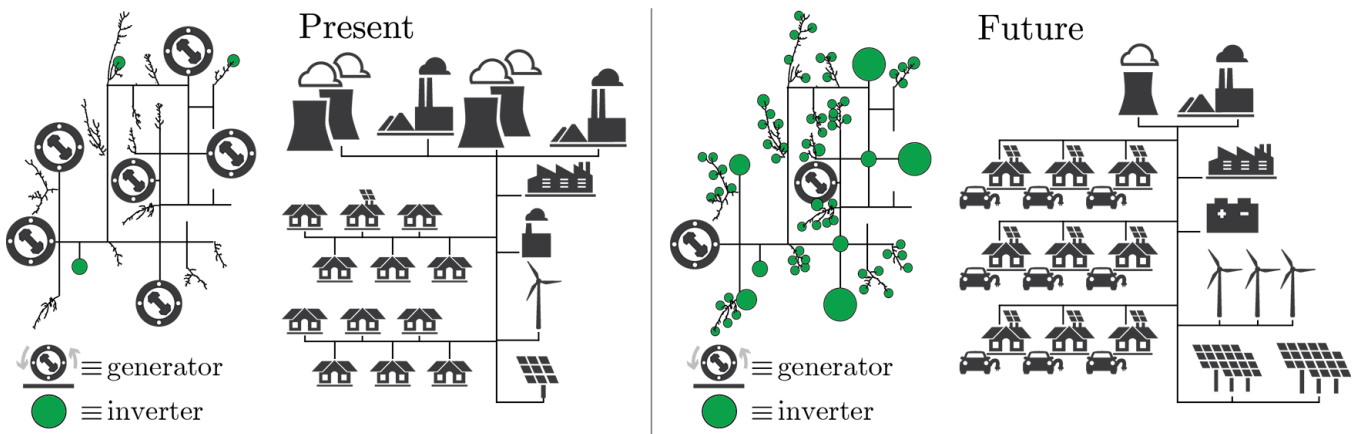 Present
≡ generator
≡ inverter
Future
≡ generator
≡ inverter